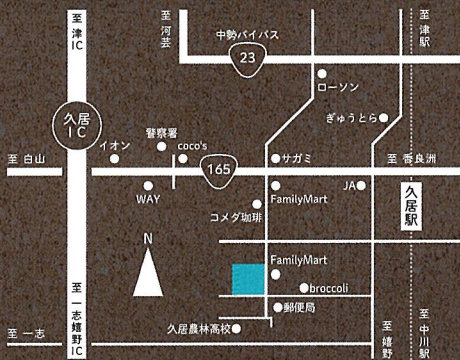 至 津IC
至 河芸
中勢バイパス
23
至 津駅
ローソン
ぎゅうとら
久居
IC
警察署
イオン
coco's
サガミ
至 白山
165
至 香良洲
WAY
FamilyMart
JA
コメダ珈琲
久居駅
N
FamilyMart
broccoli
郵便局
至 一志嬉野IC
至 一志
久居農林高校
至 嬉野
至 中川駅